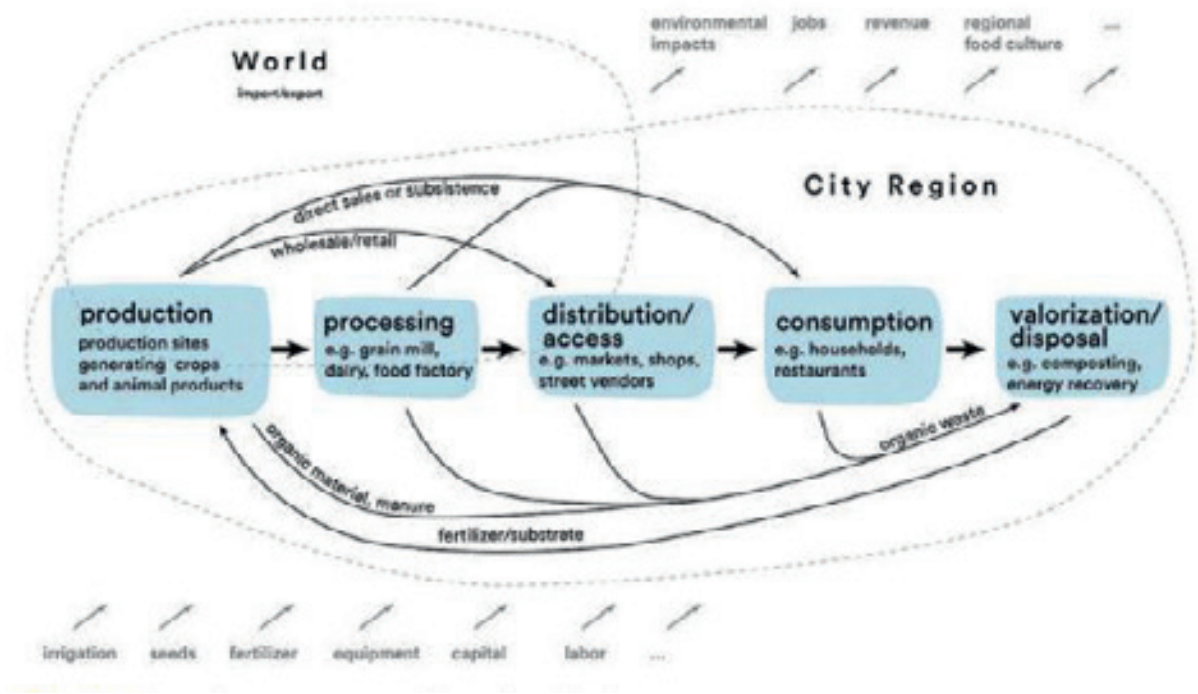 environmental impacts
jobs
revenue
regional food culture
...
World
import/export
City Region
direct sales or subsistence
wholesale/retail
production
production sites
generating crops
and animal products
processing
e.g. grain mill,
dairy, food factory
distribution/
access
e.g. markets, shops,
street vendors
consumption
e.g. households,
restaurants
valorization/
disposal
e.g. composting,
energy recovery
organic waste
organic material, manure
fertilizer/substrate
irrigation
seeds
fertilizer
equipment
capital
labor
...